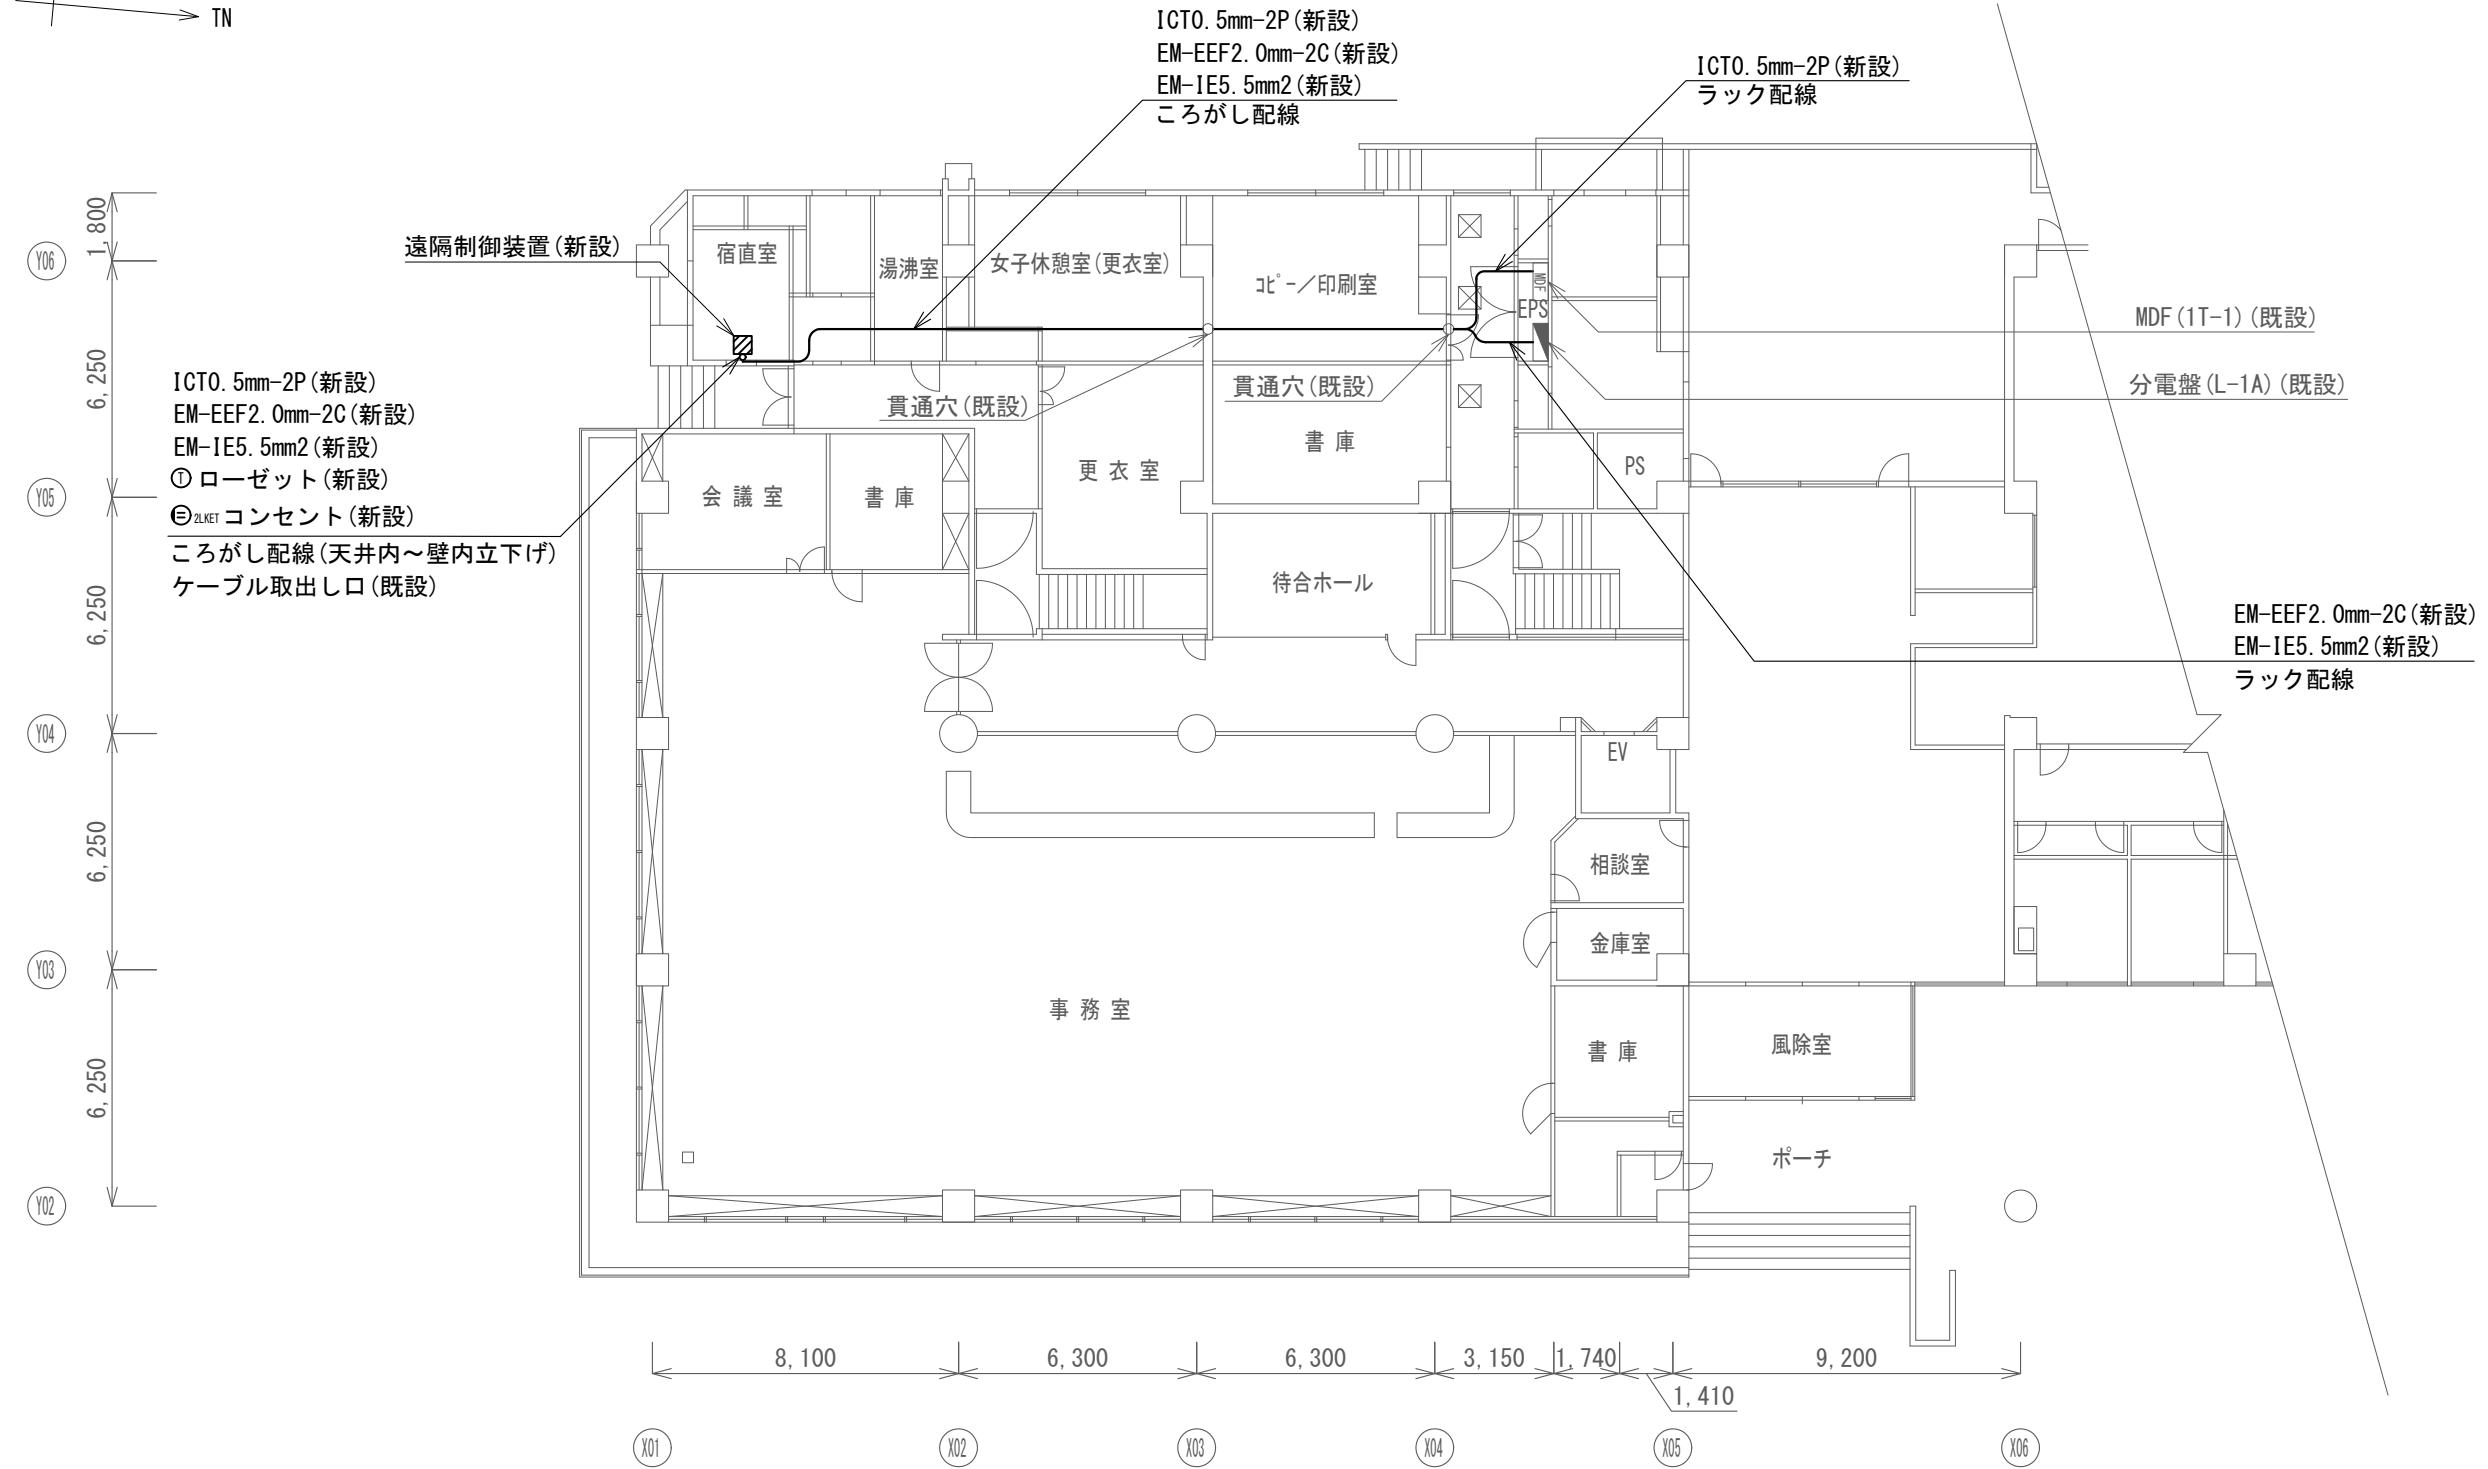 TN
ICT0.5mm-2P(新設)
EM-EEF2.0mm-2C(新設)
EM-IE5.5mm2(新設)
ころがし配線
ICT0.5mm-2P(新設)
ラック配線
遠隔制御装置(新設)
宿直室
湯沸室
女子休憩室(更衣室)
ｺﾋﾟｰ／印刷室
MDF
EPS
MDF(1T-1)(既設)
分電盤(L-1A)(既設)
貫通穴(既設)
貫通穴(既設)
ICT0.5mm-2P(新設)
EM-EEF2.0mm-2C(新設)
EM-IE5.5mm2(新設)
Ⓣ ローゼット(新設)
2LKET コンセント(新設)
ころがし配線(天井内～壁内立下げ)
ケーブル取出し口(既設)
会議室
書庫
更衣室
書庫
PS
待合ホール
EM-EEF2.0mm-2C(新設)
EM-IE5.5mm2(新設)
ラック配線
EV
相談室
金庫室
事務室
書庫
風除室
ポーチ
1,800
6,250
6,250
6,250
6,250
Y06
Y05
Y04
Y03
Y02
8,100
6,300
6,300
3,150
1,740
9,200
1,410
X01
X02
X03
X04
X05
X06